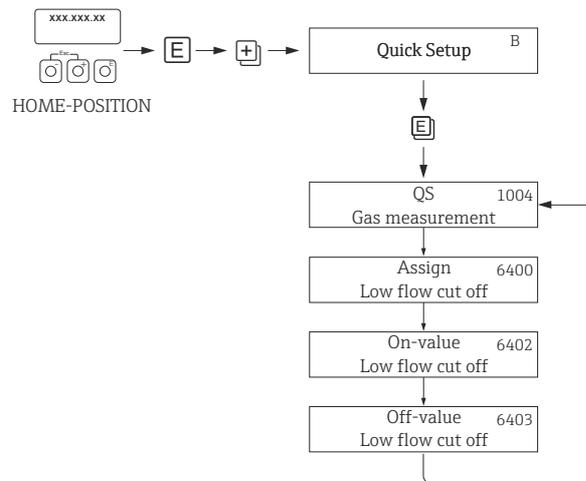 xxx.xxx.xx
Esc
- + E
HOME-POSITION
E
+
B
Quick Setup
E
QS 1004
Gas measurement
Assign 6400
Low flow cut off
On-value 6402
Low flow cut off
Off-value 6403
Low flow cut off